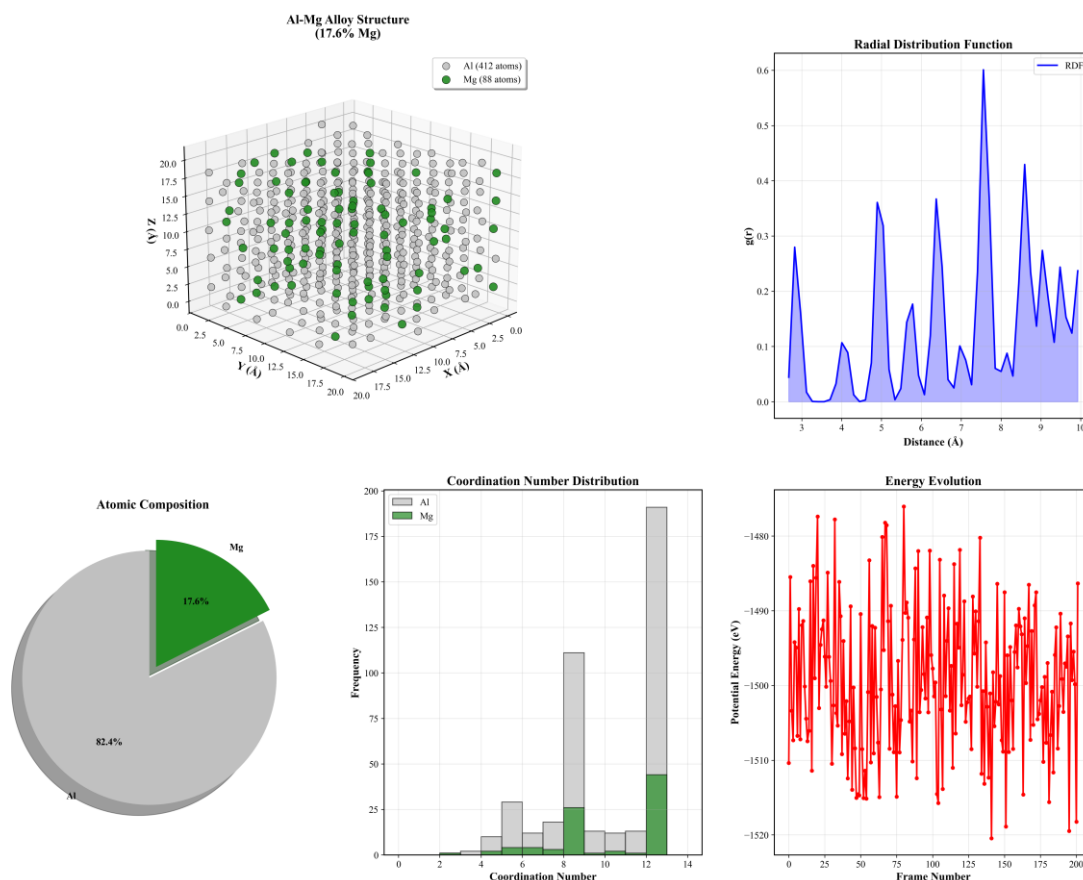 Al-Mg Alloy Structure
(17.6% Mg)
Al (412 atoms)
Mg (88 atoms)
20.0
17.5
15.0
12.5
10.0
7.5
5.0
2.5
0.0
Z (Å)
0.0
2.5
5.0
7.5
10.0
12.5
15.0
17.5
20.0
Y (Å)
0.0
2.5
5.0
7.5
10.0
12.5
15.0
17.5
20.0
X (Å)
Radial Distribution Function
RDF
0.6
0.5
0.4
0.3
0.2
0.1
0.0
g(r)
3 4 5 6 7 8 9 10
Distance (Å)
Atomic Composition
Mg
17.6%
82.4%
Al
Coordination Number Distribution
Al
Mg
200
175
150
125
100
75
50
25
0
Frequency
0 2 4 6 8 10 12 14
Coordination Number
Energy Evolution
−1480
−1490
−1500
−1510
−1520
Potential Energy (eV)
0 25 50 75 100 125 150 175 200
Frame Number